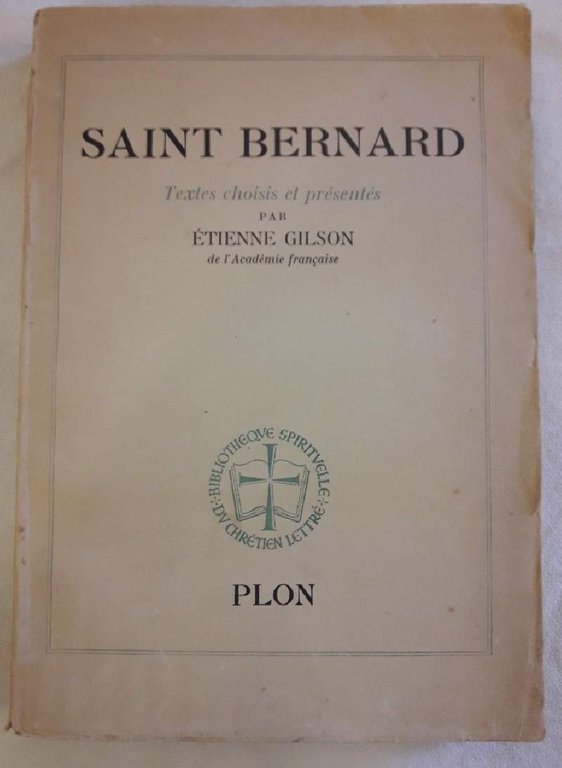 SAINT BERNARD
Textes choisis et présentés
PAR
ÉTIENNE GILSON
de l'Académie française
BIBLIOTHEQVE SPIRITVELLE
DV CHRÉTIEN LETTRÉ
PLON